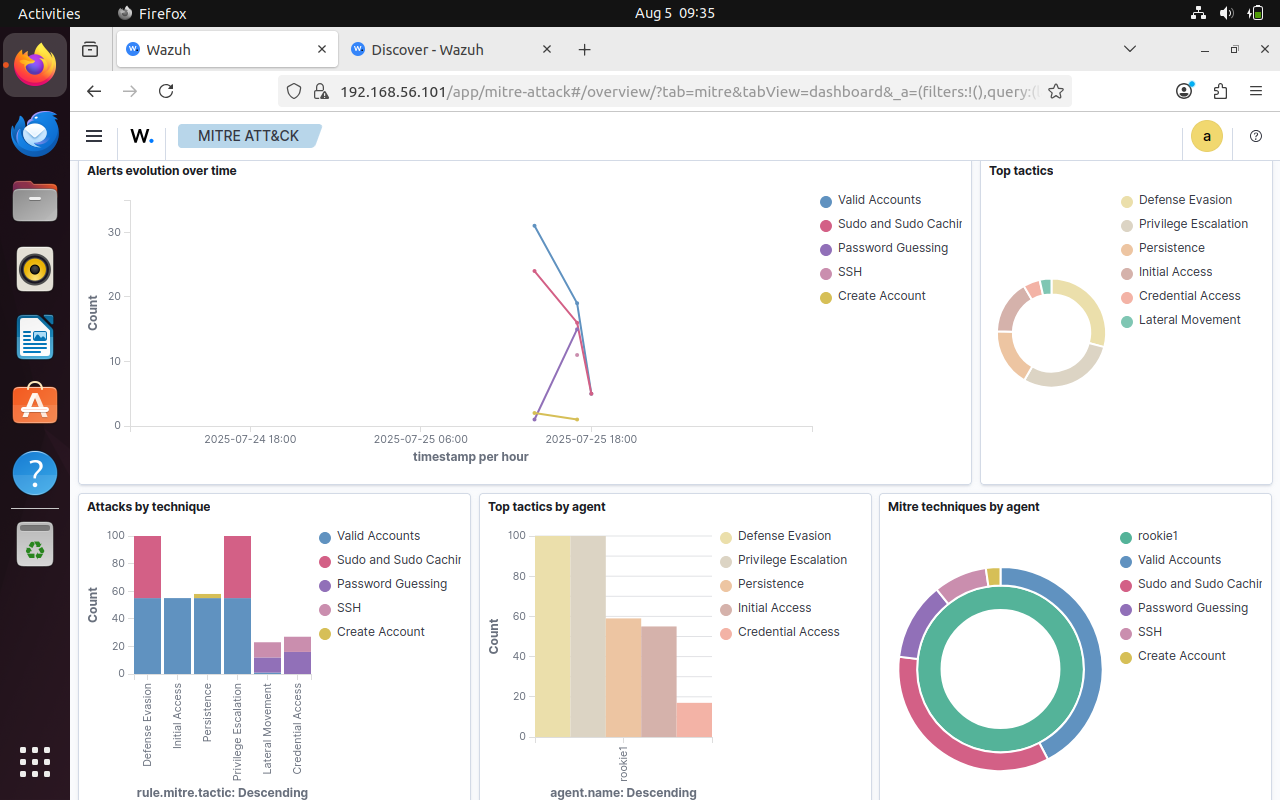 Activities
Firefox
Aug 5 09:35
Wazuh
Discover - Wazuh
192.168.56.101/app/mitre-attack#/overview/?tab=mitre&tabView=dashboard&_a=(filters:!(),query:(
W.
MITRE ATT&CK
a
Alerts evolution over time
Count
30
20
10
0
2025-07-24 18:00
2025-07-25 06:00
2025-07-25 18:00
timestamp per hour
Valid Accounts
Sudo and Sudo Cachin
Password Guessing
SSH
Create Account
Top tactics
Defense Evasion
Privilege Escalation
Persistence
Initial Access
Credential Access
Lateral Movement
Attacks by technique
Count
100
80
60
40
20
0
Defense Evasion
Initial Access
Persistence
Privilege Escalation
Lateral Movement
Credential Access
rule.mitre.tactic: Descending
Valid Accounts
Sudo and Sudo Cachin
Password Guessing
SSH
Create Account
Top tactics by agent
Count
100
80
60
40
20
0
rookie1
agent.name: Descending
Defense Evasion
Privilege Escalation
Persistence
Initial Access
Credential Access
Mitre techniques by agent
rookie1
Valid Accounts
Sudo and Sudo Cachin
Password Guessing
SSH
Create Account